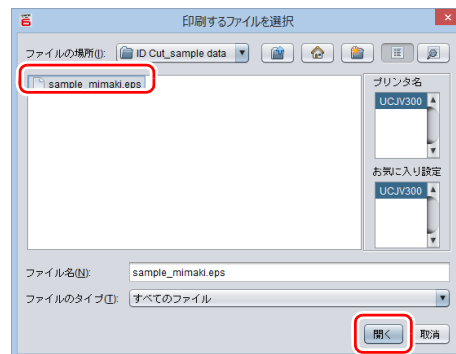 6 印刷するファイルを選択 ×
ファイルの場所(I): ID Cut_sample data
sample_mimaki.eps
プリンタ名
UCJV300
お気に入り設定
UCJV300
ファイル名(N): sample_mimaki.eps
ファイルのタイプ(T): すべてのファイル
開く 取消